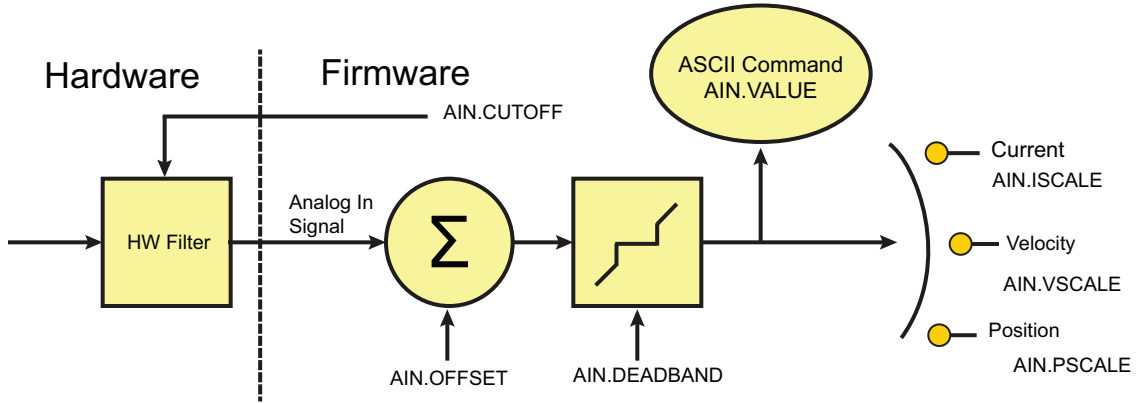 Hardware
Firmware
ASCII Command
AIN.VALUE
AIN.CUTOFF
HW Filter
Analog In
Signal
Σ
AIN.OFFSET
AIN.DEADBAND
Current
AIN.ISCALE
Velocity
AIN.VSCALE
Position
AIN.PSCALE